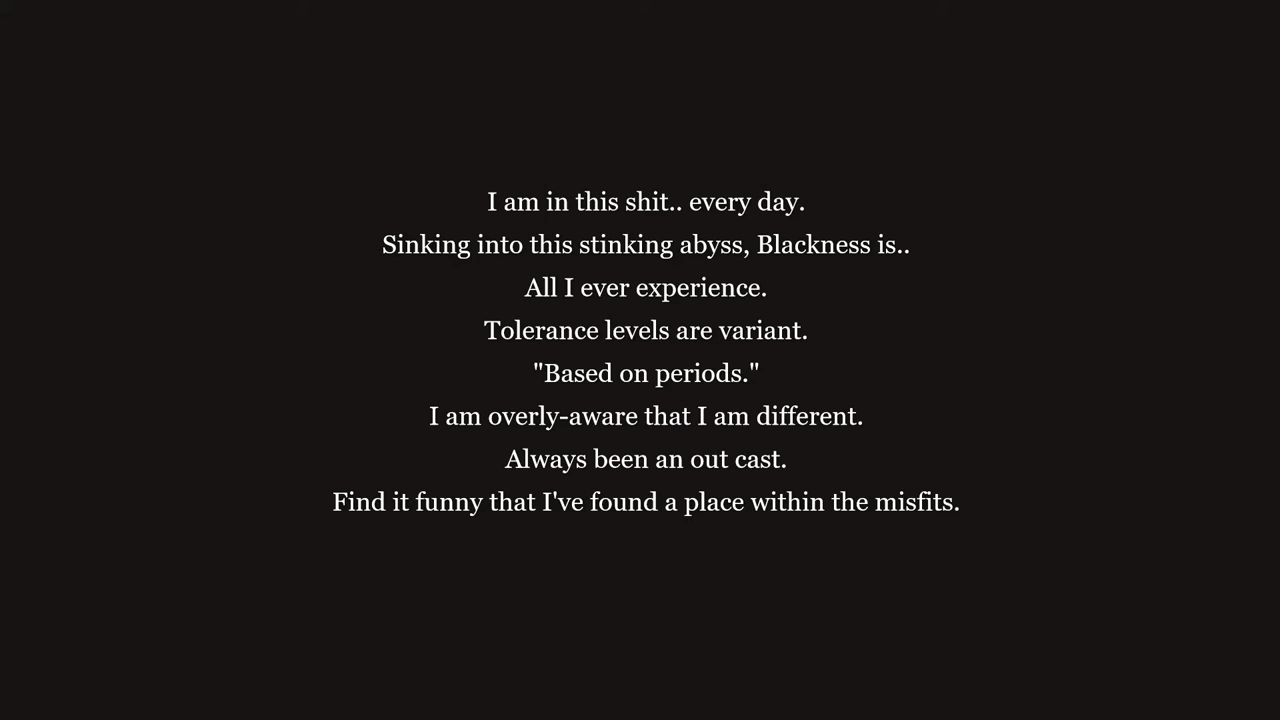 I am in this shit.. every day.
Sinking into this stinking abyss, Blackness is..
All I ever experience.
Tolerance levels are variant.
"Based on periods."
I am overly-aware that I am different.
Always been an out cast.
Find it funny that I've found a place within the misfits.